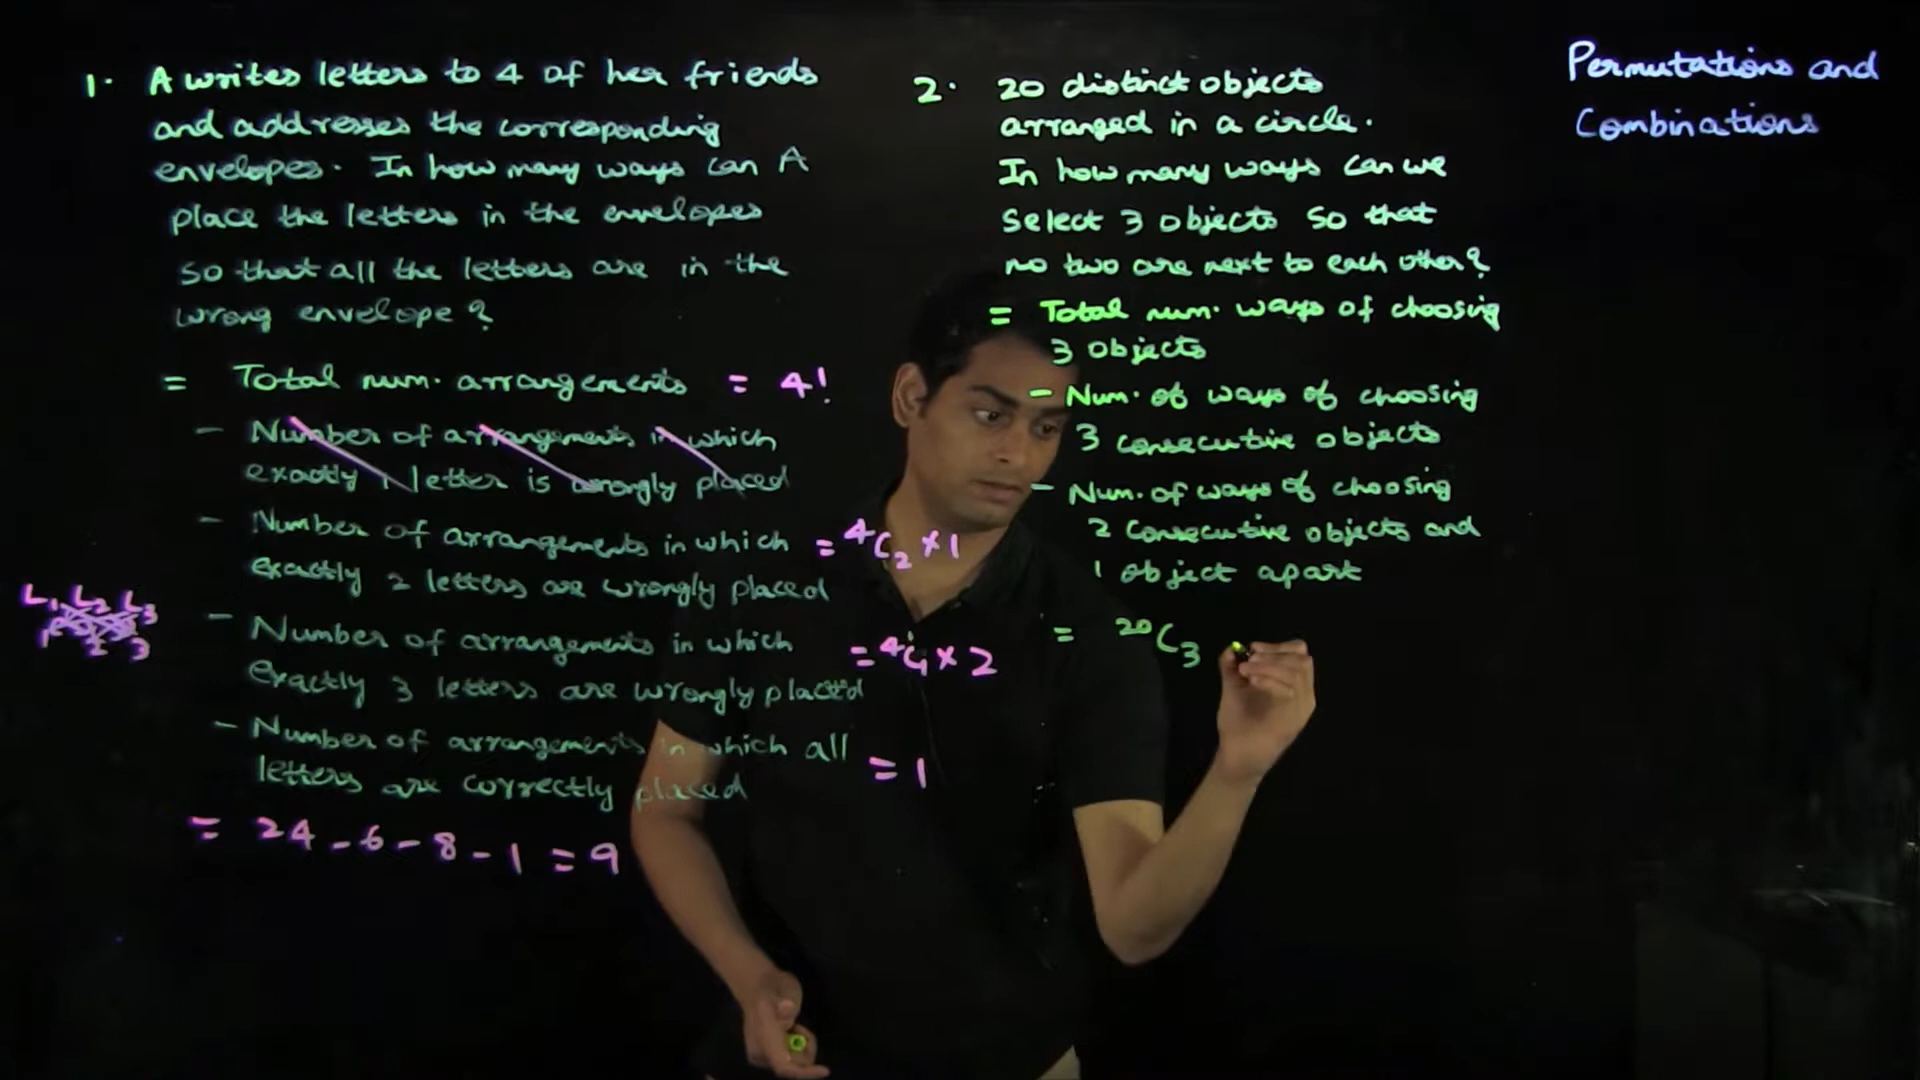 1. A writes letters to 4 of her friends
and addresses the corresponding
envelopes. In how many ways can A
place the letters in the envelopes
so that all the letters are in the
wrong envelope?
= Total num. arrangements = 4!
- Number of arrangements in which
exactly 1 letter is wrongly placed
- Number of arrangements in which
exactly 2 letters are wrongly placed
= ⁴C₂ × 1
- Number of arrangements in which
exactly 3 letters are wrongly placed
= ⁴C₁ × 2
- Number of arrangements in which all
letters are correctly placed
= 1
= 24 - 6 - 8 - 1 = 9
L₁ L₂ L₃
1 2 3
2. 20 distinct objects
arranged in a circle.
In how many ways can we
select 3 objects so that
no two are next to each other?
= Total num. ways of choosing
3 objects
- Num. of ways of choosing
3 consecutive objects
- Num. of ways of choosing
2 consecutive objects and
1 object apart
= ²⁰C₃
Permutations and
Combinations